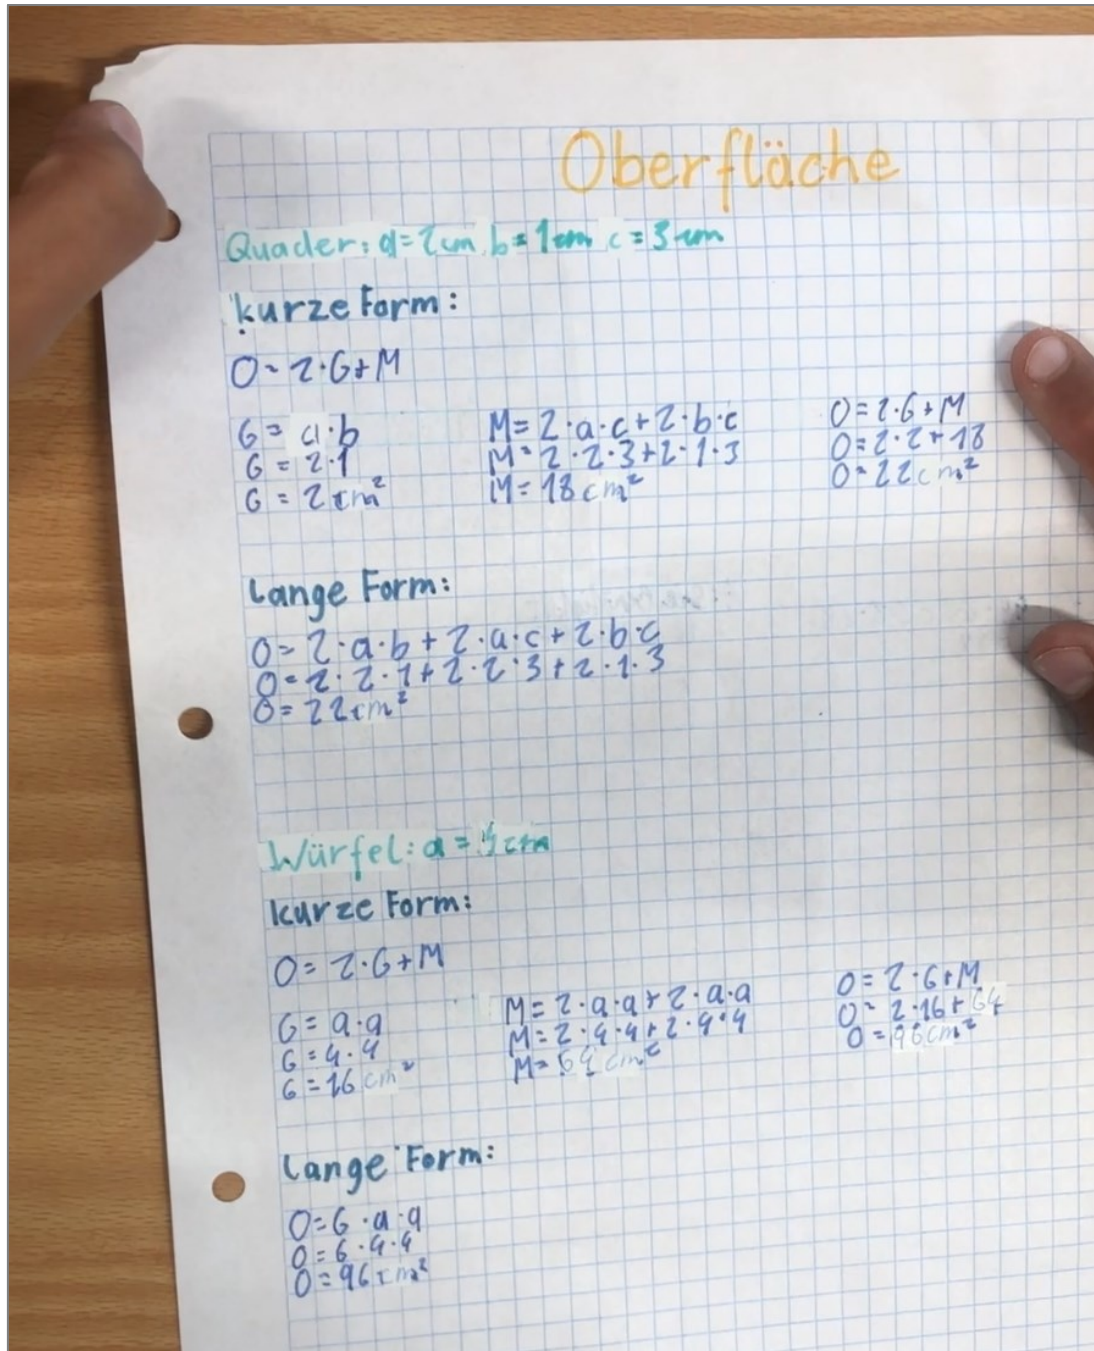 Oberfläche
Quader: a=2cm, b=1cm, c=3cm
kurze Form:
O=2·G+M
G= a·b
G=2·1
G=2cm²
M=2·a·c+2·b·c
M=2·2·3+2·1·3
M=18cm²
O=2·G+M
O=2·2+18
O=22cm²
Lange Form:
O=2·a·b+2·a·c+2·b·c
O=2·2·1+2·2·3+2·1·3
O=22cm²
Würfel: a=4cm
kurze Form:
O=2·G+M
G=a·a
G=4·4
G=16cm²
M=2·a·a+2·a·a
M=2·4·4+2·4·4
M=64cm²
O=2·G+M
O=2·16+64
O=96cm²
Lange Form:
O=6·a·a
O=6·4·4
O=96cm²